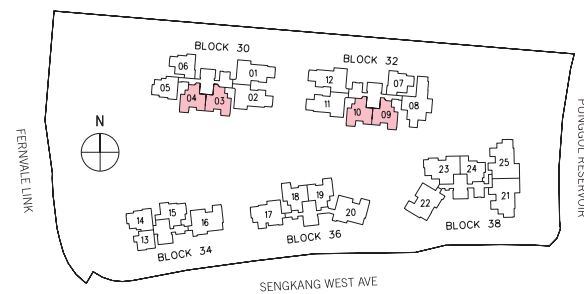 BLOCK 30
06
01
05
04
03
02
BLOCK 32
12
07
11
10
09
08
N
FERNVALE LINK
PUNGGOL RESERVOIR
23
24
25
22
21
BLOCK 38
18
19
17
20
BLOCK 36
14
15
13
16
BLOCK 34
SENGKANG WEST AVE